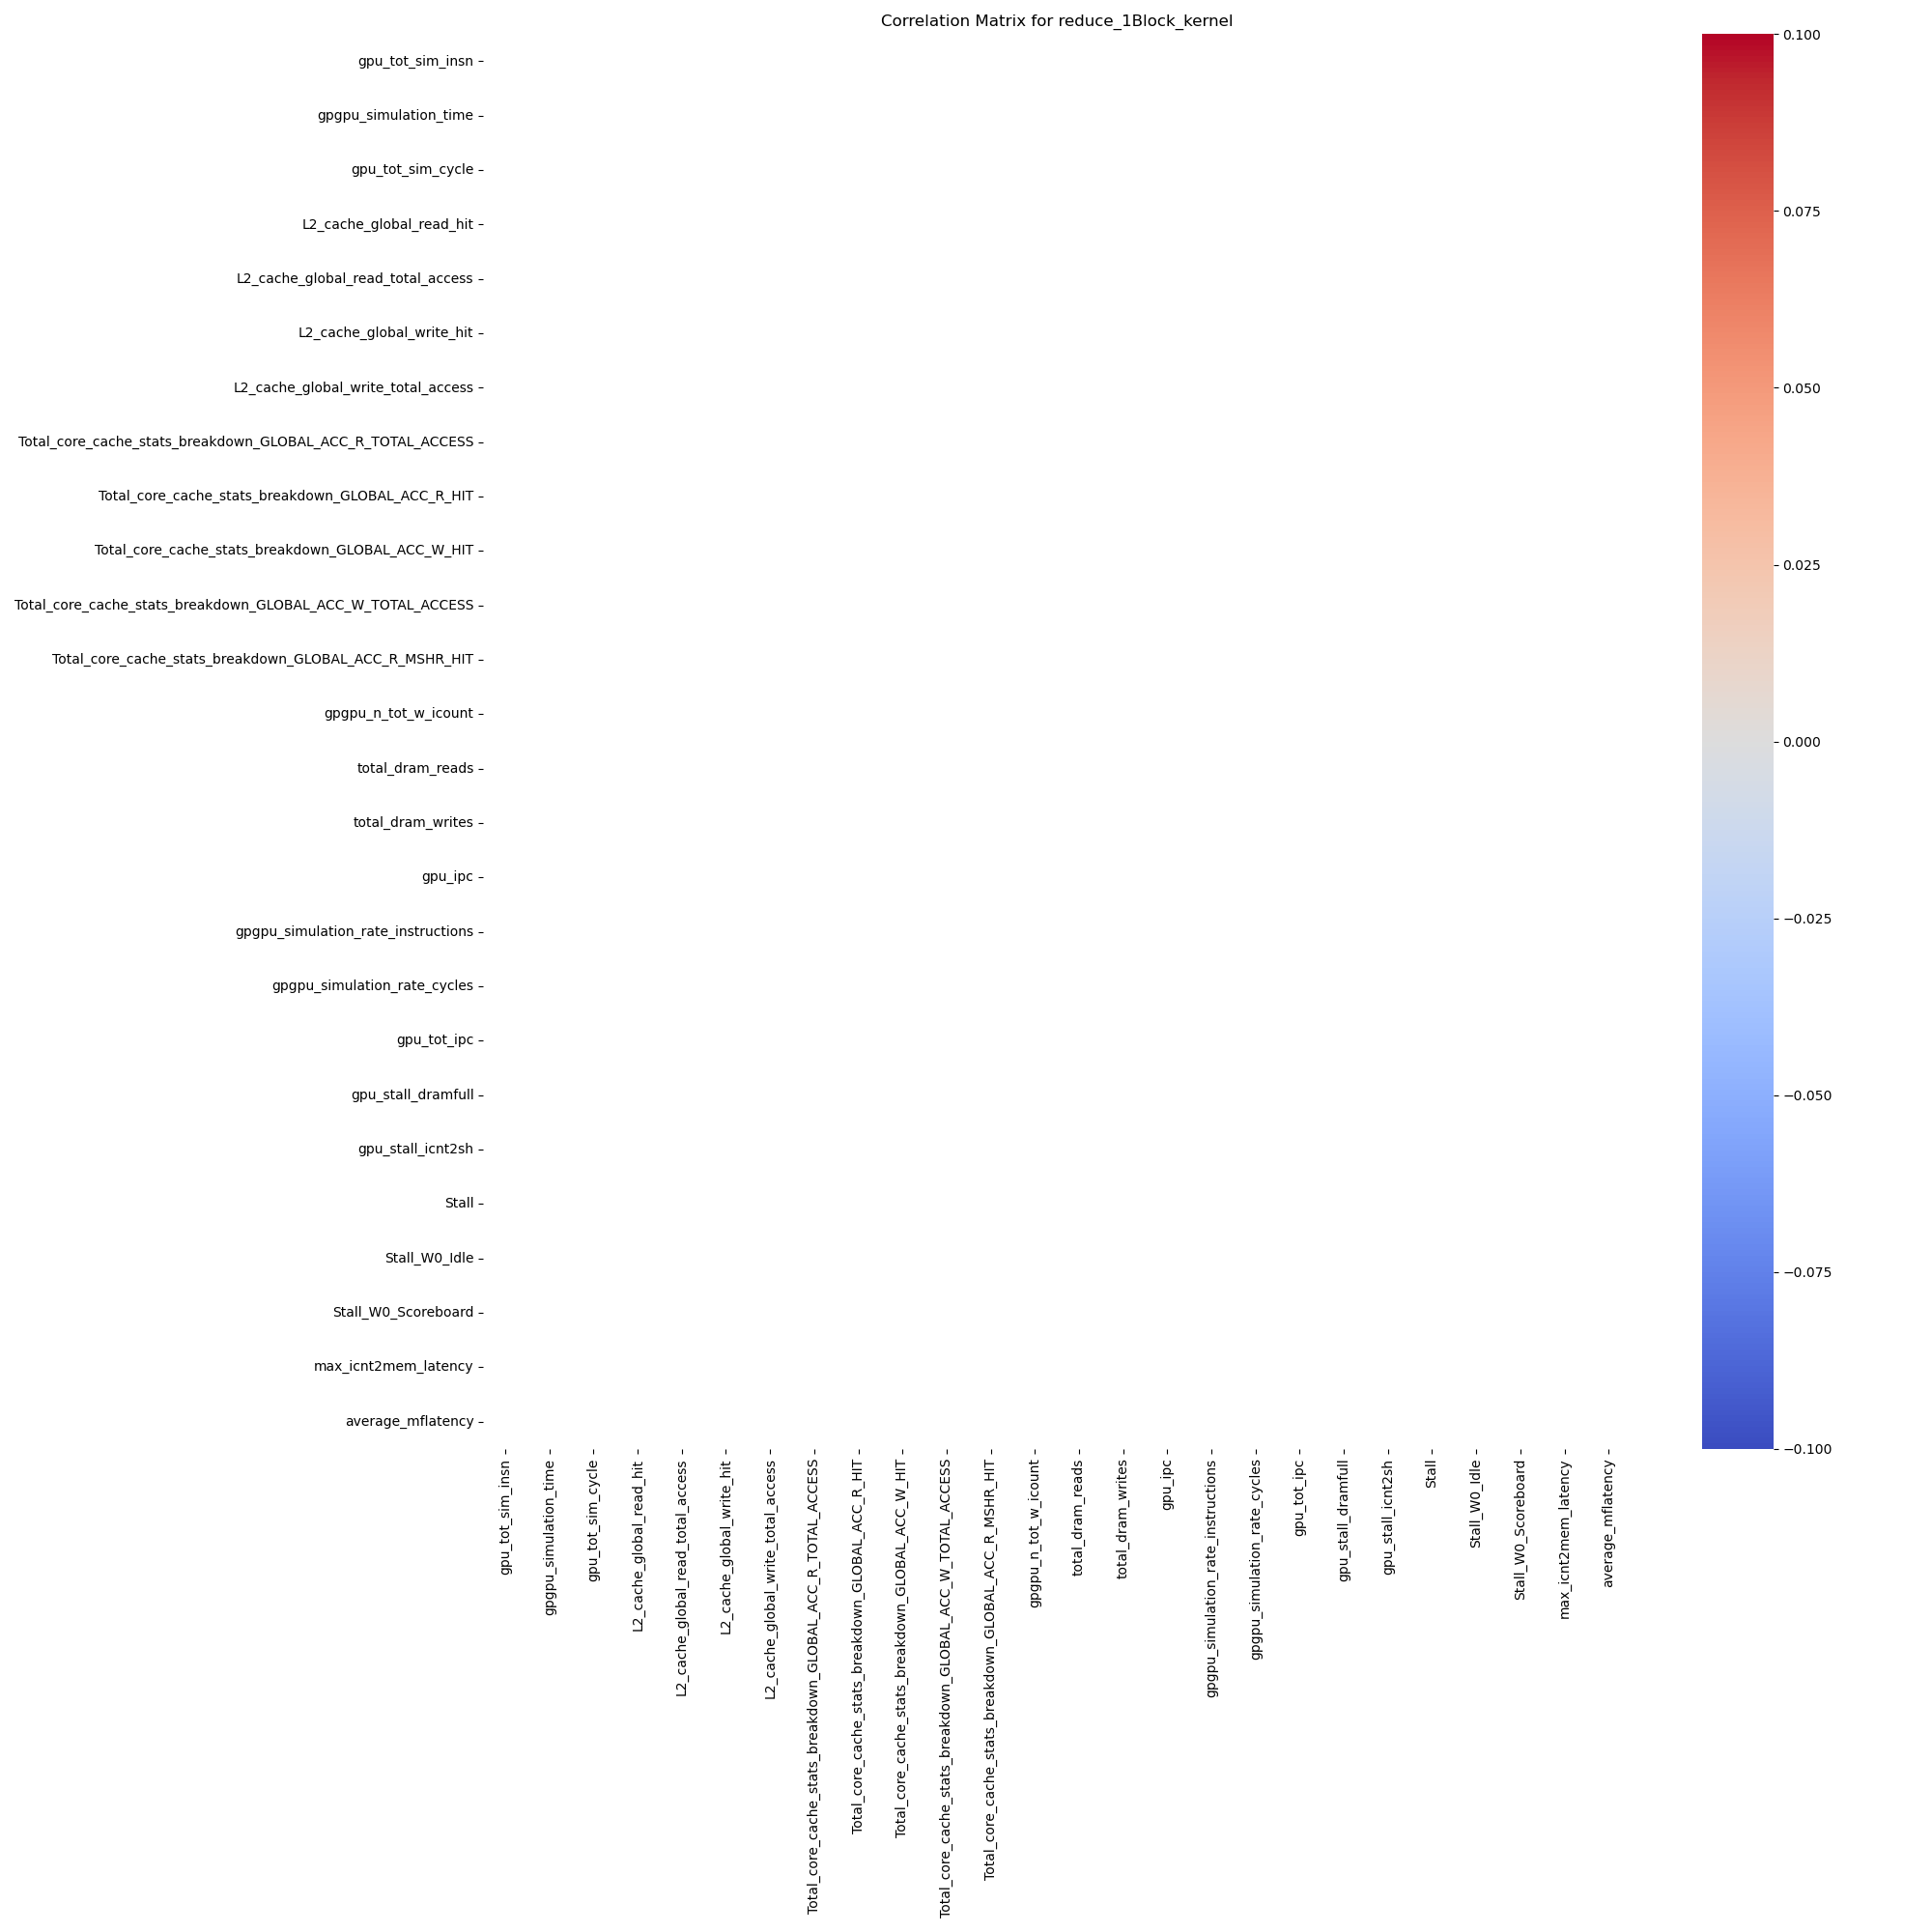 Correlation Matrix for reduce_1Block_kernel
gpu_tot_sim_insn
gpgpu_simulation_time
gpu_tot_sim_cycle
L2_cache_global_read_hit
L2_cache_global_read_total_access
L2_cache_global_write_hit
L2_cache_global_write_total_access
Total_core_cache_stats_breakdown_GLOBAL_ACC_R_TOTAL_ACCESS
Total_core_cache_stats_breakdown_GLOBAL_ACC_R_HIT
Total_core_cache_stats_breakdown_GLOBAL_ACC_W_HIT
Total_core_cache_stats_breakdown_GLOBAL_ACC_W_TOTAL_ACCESS
Total_core_cache_stats_breakdown_GLOBAL_ACC_R_MSHR_HIT
gpgpu_n_tot_w_icount
total_dram_reads
total_dram_writes
gpu_ipc
gpgpu_simulation_rate_instructions
gpgpu_simulation_rate_cycles
gpu_tot_ipc
gpu_stall_dramfull
gpu_stall_icnt2sh
Stall
Stall_W0_Idle
Stall_W0_Scoreboard
max_icnt2mem_latency
average_mflatency
gpu_tot_sim_insn
gpgpu_simulation_time
gpu_tot_sim_cycle
L2_cache_global_read_hit
L2_cache_global_read_total_access
L2_cache_global_write_hit
L2_cache_global_write_total_access
Total_core_cache_stats_breakdown_GLOBAL_ACC_R_TOTAL_ACCESS
Total_core_cache_stats_breakdown_GLOBAL_ACC_R_HIT
Total_core_cache_stats_breakdown_GLOBAL_ACC_W_HIT
Total_core_cache_stats_breakdown_GLOBAL_ACC_W_TOTAL_ACCESS
Total_core_cache_stats_breakdown_GLOBAL_ACC_R_MSHR_HIT
gpgpu_n_tot_w_icount
total_dram_reads
total_dram_writes
gpu_ipc
gpgpu_simulation_rate_instructions
gpgpu_simulation_rate_cycles
gpu_tot_ipc
gpu_stall_dramfull
gpu_stall_icnt2sh
Stall
Stall_W0_Idle
Stall_W0_Scoreboard
max_icnt2mem_latency
average_mflatency
0.100
0.075
0.050
0.025
0.000
−0.025
−0.050
−0.075
−0.100